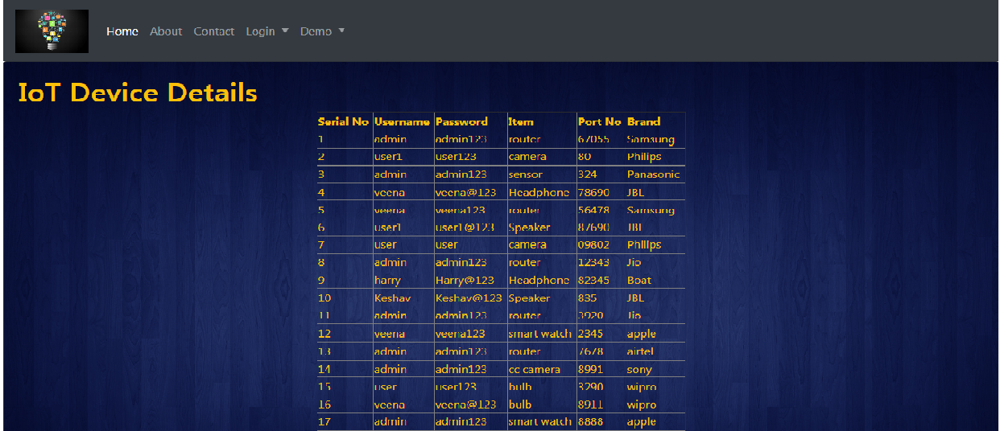 Home About Contact Login Demo
IoT Device Details
Serial No Username Password Item Port No Brand
1 admin admin123 router 67055 Samsung
2 user1 user123 camera 80 Philips
3 admin admin123 sensor 324 Panasonic
4 veena veena@123 Headphone 78690 JBL
5 veena veena123 router 56478 Samsung
6 user1 user1@123 Speaker 87690 JBL
7 user user camera 09802 Philips
8 admin admin123 router 12343 Jio
9 harry Harry@123 Headphone 82345 Boat
10 Keshav Keshav@123 Speaker 835 JBL
11 admin admin123 router 3920 Jio
12 veena veena123 smart watch 2345 apple
13 admin admin123 router 7678 airtel
14 admin admin123 cc camera 8991 sony
15 user user123 bulb 3290 wipro
16 veena veena@123 bulb 8911 wipro
17 admin admin123 smart watch 8888 apple